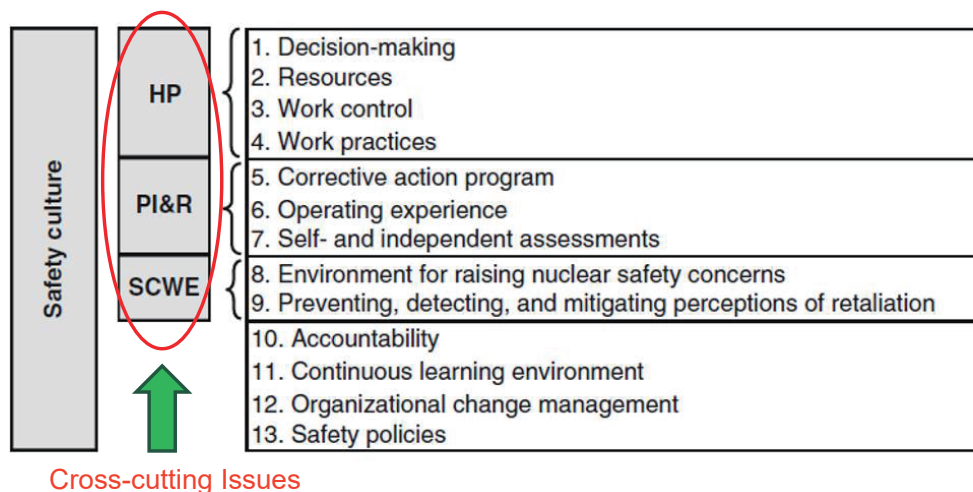 Safety culture
HP
1. Decision-making
2. Resources
3. Work control
4. Work practices
PI&R
5. Corrective action program
6. Operating experience
7. Self- and independent assessments
SCWE
8. Environment for raising nuclear safety concerns
9. Preventing, detecting, and mitigating perceptions of retaliation
10. Accountability
11. Continuous learning environment
12. Organizational change management
13. Safety policies
Cross-cutting Issues